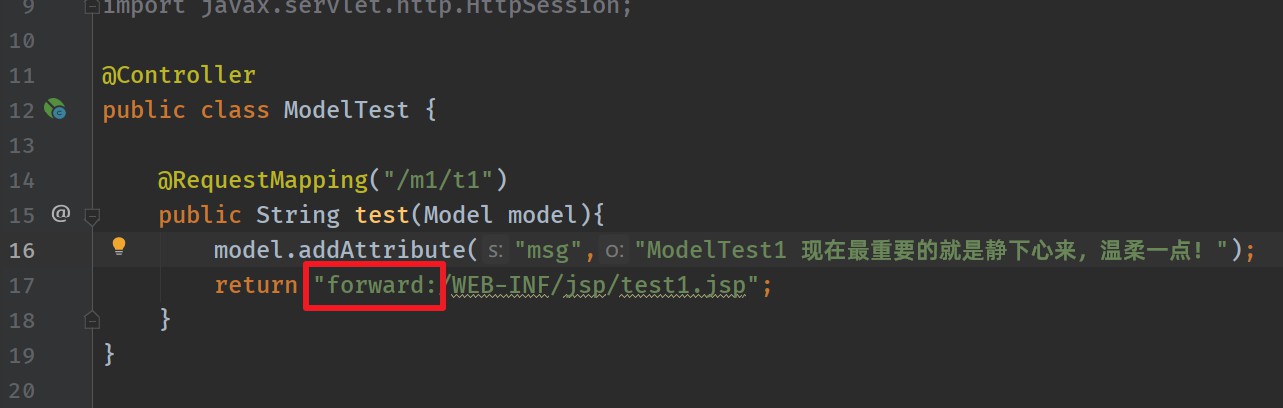 9 import javax.servlet.http.HttpSession;
10
11 @Controller
12 public class ModelTest {
13
14 @RequestMapping("/m1/t1")
15 @ public String test(Model model){
16 model.addAttribute( s: "msg", o: "ModelTest1 现在最重要的就是静下心来，温柔一点！");
17 return "forward:/WEB-INF/jsp/test1.jsp";
18 }
19 }
20